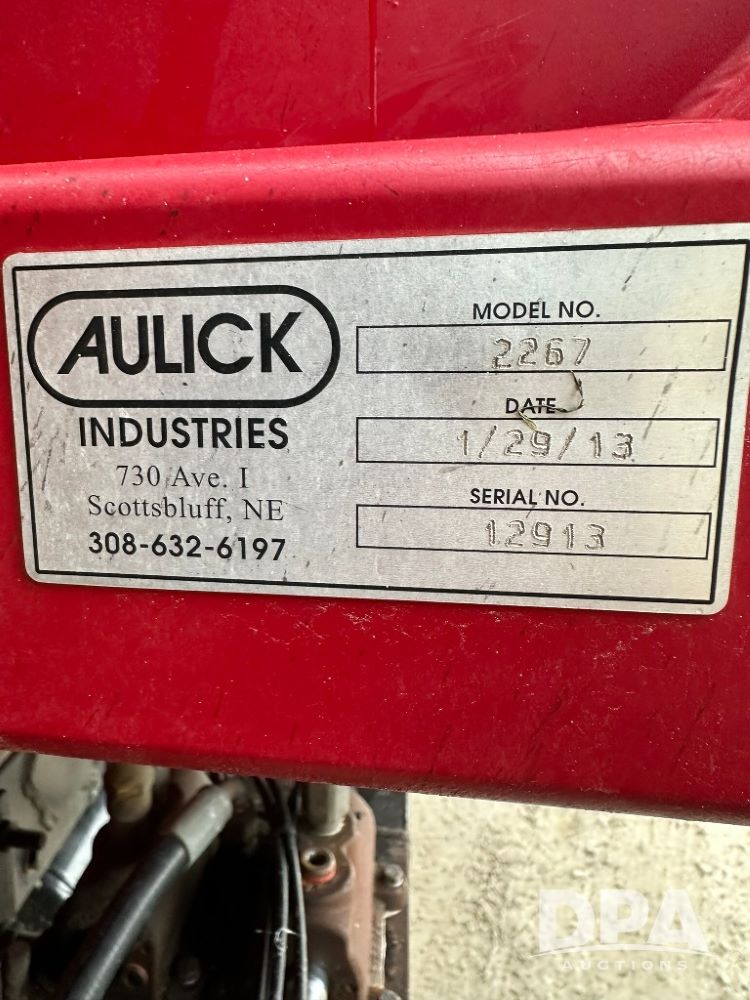 AULICK
INDUSTRIES
730 Ave. I
Scottsbluff, NE
308-632-6197
MODEL NO.
2267
DATE
1/29/13
SERIAL NO.
12913
DPA
AUCTIONS